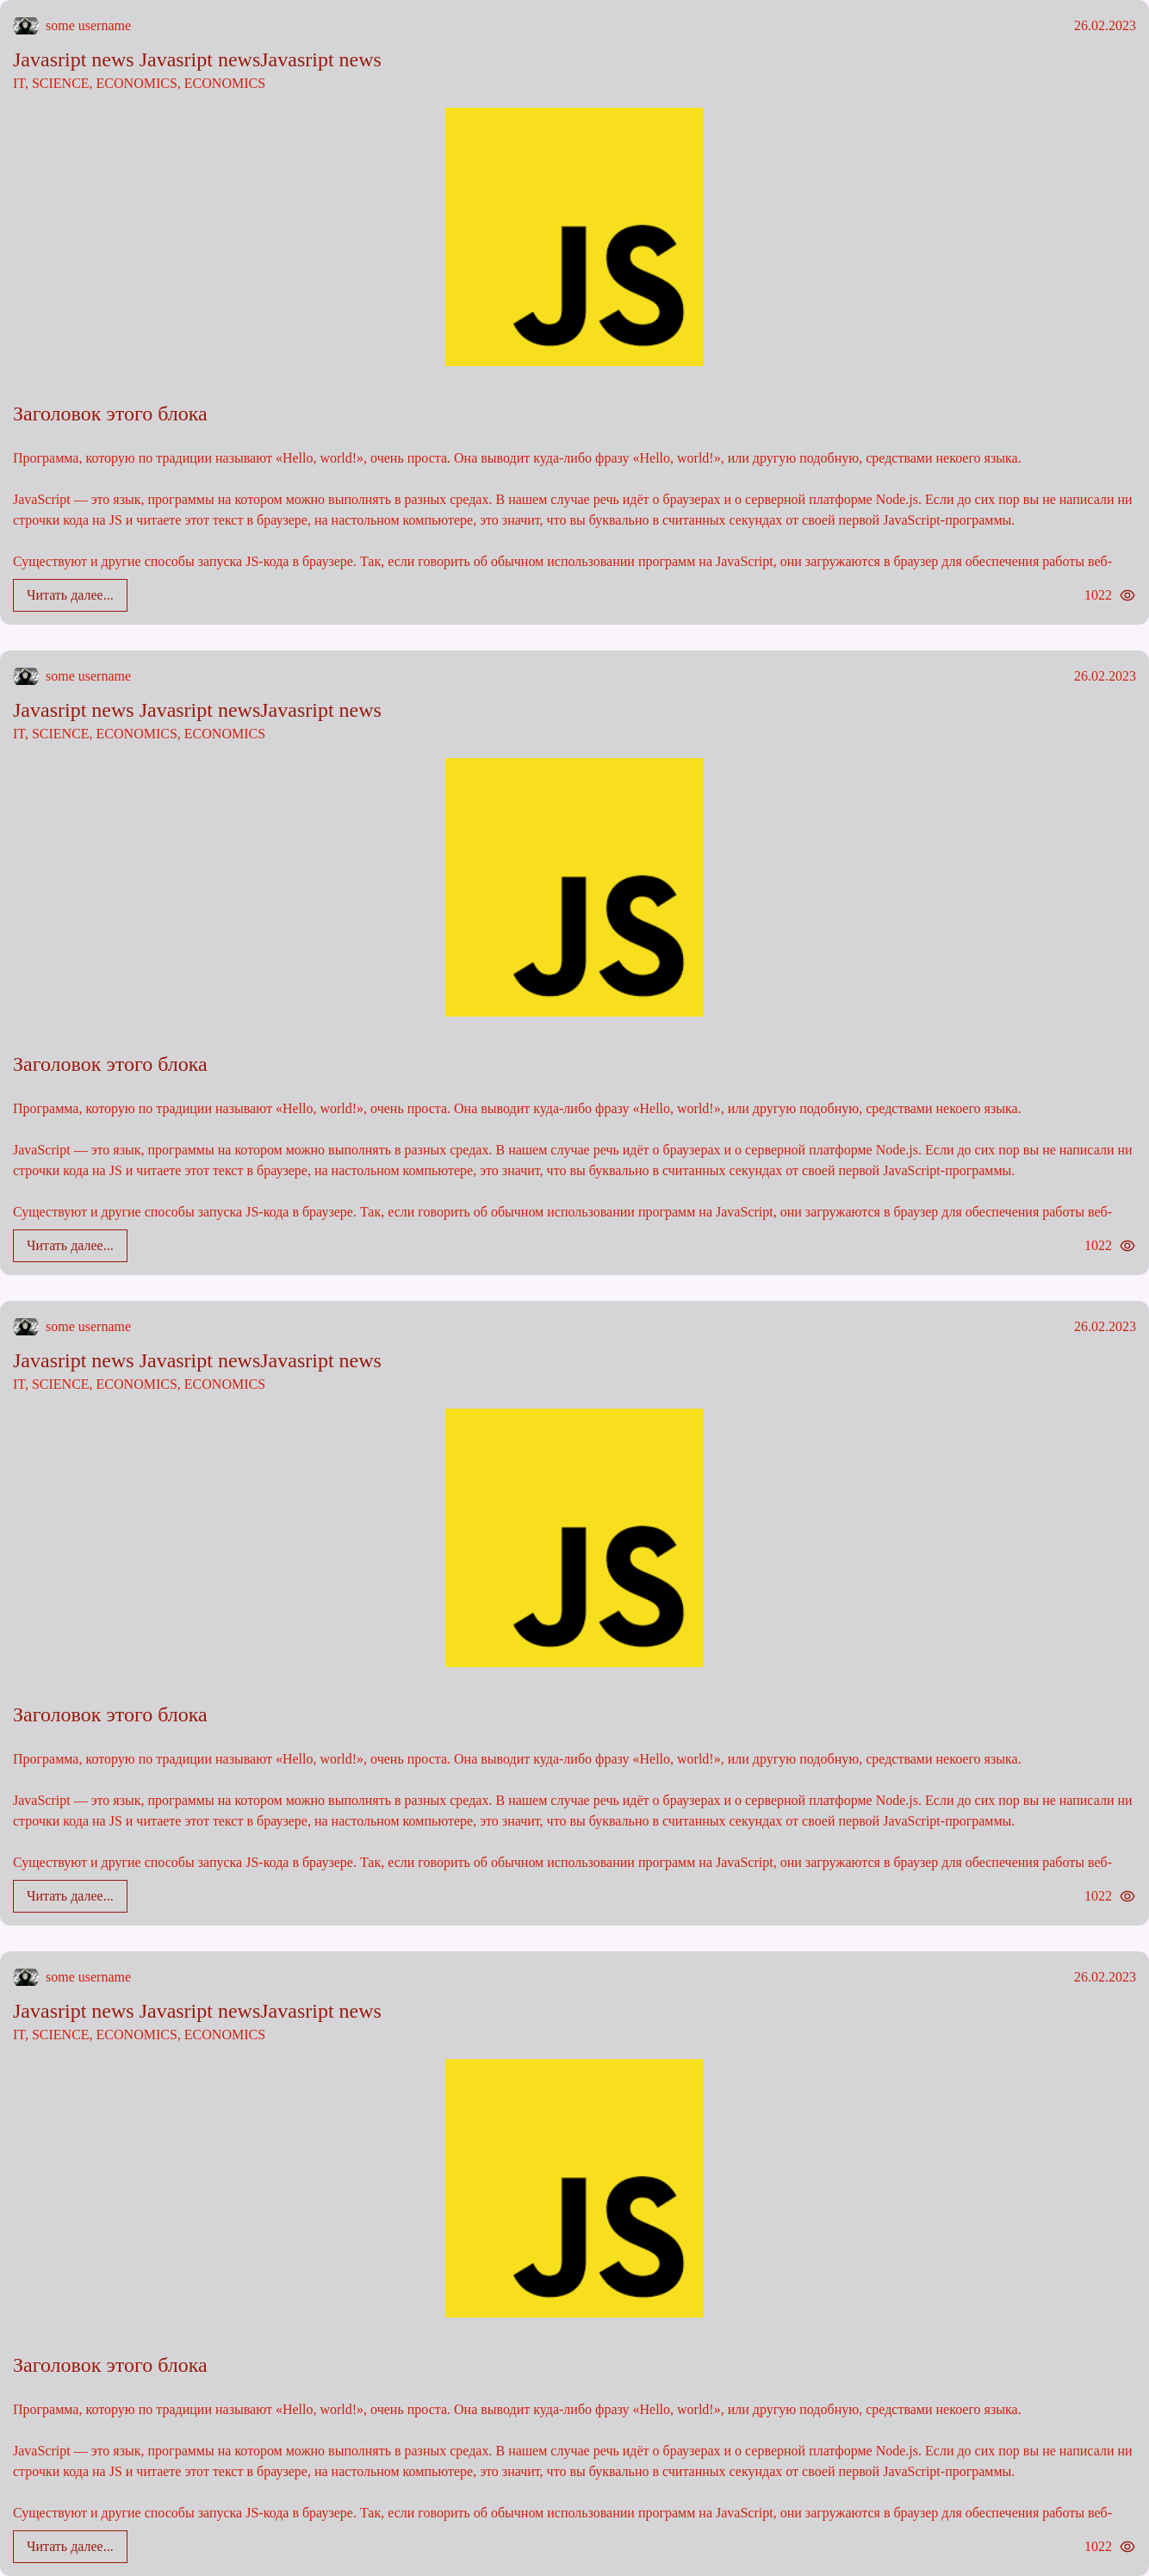 some username 26.02.2023
Javasript news Javasript newsJavasript news
IT, SCIENCE, ECONOMICS, ECONOMICS
JS
Заголовок этого блока
Программа, которую по традиции называют «Hello, world!», очень проста. Она выводит куда-либо фразу «Hello, world!», или другую подобную, средствами некоего языка.
JavaScript — это язык, программы на котором можно выполнять в разных средах. В нашем случае речь идёт о браузерах и о серверной платформе Node.js. Если до сих пор вы не написали ни
строчки кода на JS и читаете этот текст в браузере, на настольном компьютере, это значит, что вы буквально в считанных секундах от своей первой JavaScript-программы.
Существуют и другие способы запуска JS-кода в браузере. Так, если говорить об обычном использовании программ на JavaScript, они загружаются в браузер для обеспечения работы веб-
Читать далее... 1022
some username 26.02.2023
Javasript news Javasript newsJavasript news
IT, SCIENCE, ECONOMICS, ECONOMICS
JS
Заголовок этого блока
Программа, которую по традиции называют «Hello, world!», очень проста. Она выводит куда-либо фразу «Hello, world!», или другую подобную, средствами некоего языка.
JavaScript — это язык, программы на котором можно выполнять в разных средах. В нашем случае речь идёт о браузерах и о серверной платформе Node.js. Если до сих пор вы не написали ни
строчки кода на JS и читаете этот текст в браузере, на настольном компьютере, это значит, что вы буквально в считанных секундах от своей первой JavaScript-программы.
Существуют и другие способы запуска JS-кода в браузере. Так, если говорить об обычном использовании программ на JavaScript, они загружаются в браузер для обеспечения работы веб-
Читать далее... 1022
some username 26.02.2023
Javasript news Javasript newsJavasript news
IT, SCIENCE, ECONOMICS, ECONOMICS
JS
Заголовок этого блока
Программа, которую по традиции называют «Hello, world!», очень проста. Она выводит куда-либо фразу «Hello, world!», или другую подобную, средствами некоего языка.
JavaScript — это язык, программы на котором можно выполнять в разных средах. В нашем случае речь идёт о браузерах и о серверной платформе Node.js. Если до сих пор вы не написали ни
строчки кода на JS и читаете этот текст в браузере, на настольном компьютере, это значит, что вы буквально в считанных секундах от своей первой JavaScript-программы.
Существуют и другие способы запуска JS-кода в браузере. Так, если говорить об обычном использовании программ на JavaScript, они загружаются в браузер для обеспечения работы веб-
Читать далее... 1022
some username 26.02.2023
Javasript news Javasript newsJavasript news
IT, SCIENCE, ECONOMICS, ECONOMICS
JS
Заголовок этого блока
Программа, которую по традиции называют «Hello, world!», очень проста. Она выводит куда-либо фразу «Hello, world!», или другую подобную, средствами некоего языка.
JavaScript — это язык, программы на котором можно выполнять в разных средах. В нашем случае речь идёт о браузерах и о серверной платформе Node.js. Если до сих пор вы не написали ни
строчки кода на JS и читаете этот текст в браузере, на настольном компьютере, это значит, что вы буквально в считанных секундах от своей первой JavaScript-программы.
Существуют и другие способы запуска JS-кода в браузере. Так, если говорить об обычном использовании программ на JavaScript, они загружаются в браузер для обеспечения работы веб-
Читать далее... 1022